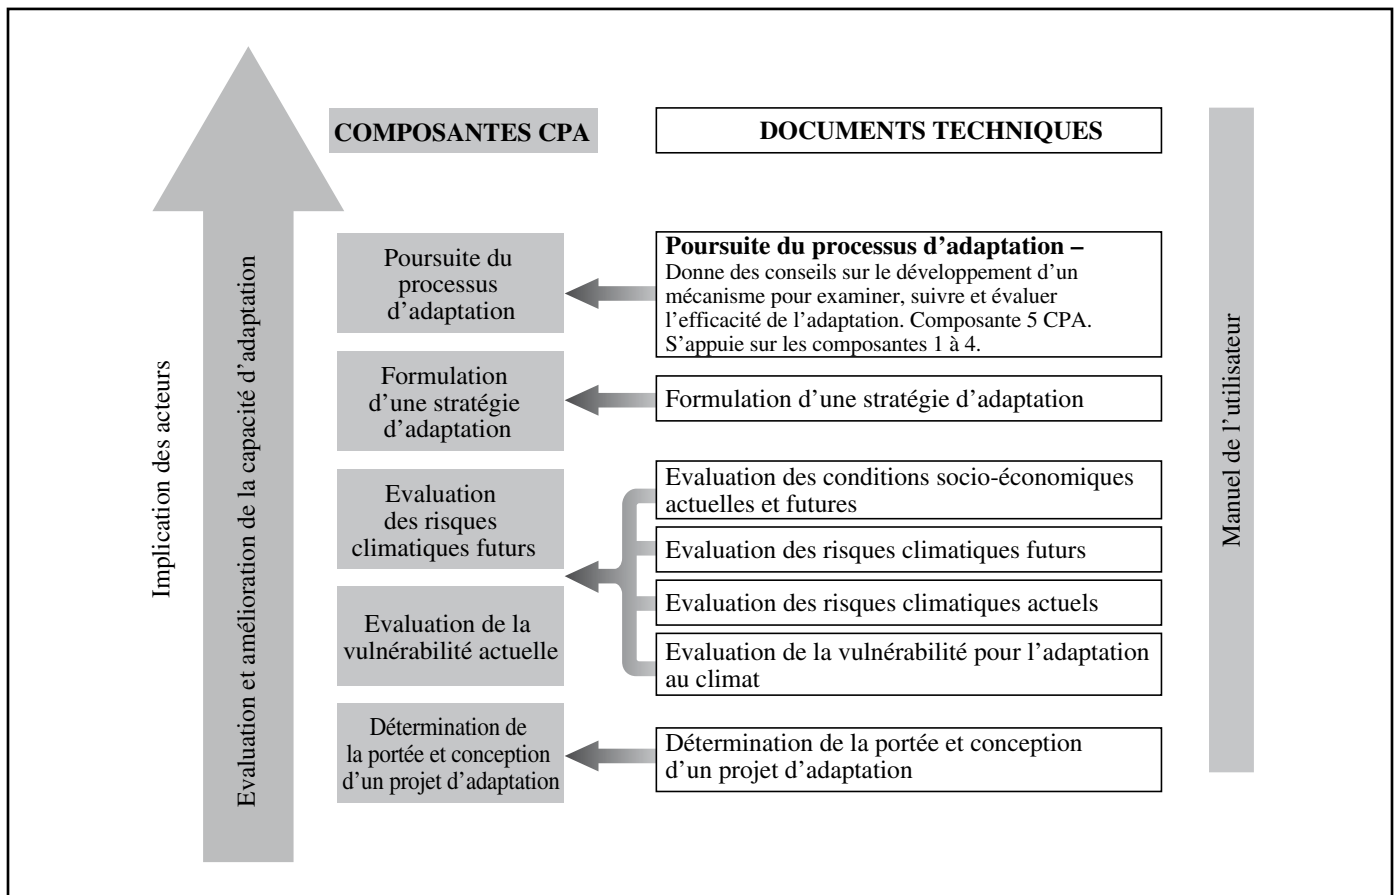 COMPOSANTES CPA
DOCUMENTS TECHNIQUES
Implication des acteurs
Evaluation et amélioration de la capacité d’adaptation
Poursuite du
processus
d’adaptation
Poursuite du processus d’adaptation –
Donne des conseils sur le développement d’un
mécanisme pour examiner, suivre et évaluer
l’efficacité de l’adaptation. Composante 5 CPA.
S’appuie sur les composantes 1 à 4.
Formulation
d’une stratégie
d’adaptation
Formulation d’une stratégie d’adaptation
Evaluation
des risques
climatiques futurs
Evaluation des conditions socio-économiques
actuelles et futures
Evaluation des risques climatiques futurs
Evaluation de la
vulnérabilité actuelle
Evaluation des risques climatiques actuels
Evaluation de la vulnérabilité pour l’adaptation
au climat
Détermination de
la portée et conception
d’un projet d’adaptation
Détermination de la portée et conception
d’un projet d’adaptation
Manuel de l’utilisateur